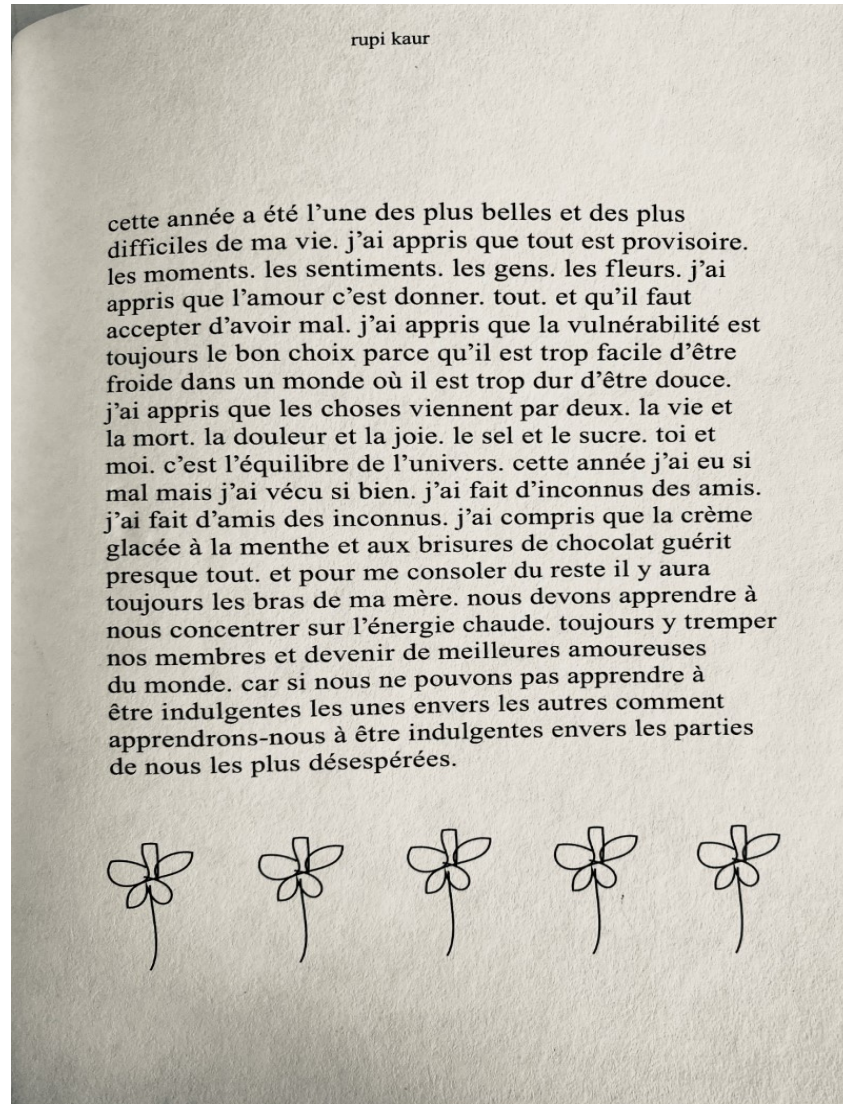 rupi kaur
cette année a été l’une des plus belles et des plus
difficiles de ma vie. j’ai appris que tout est provisoire.
les moments. les sentiments. les gens. les fleurs. j’ai
appris que l’amour c’est donner. tout. et qu’il faut
accepter d’avoir mal. j’ai appris que la vulnérabilité est
toujours le bon choix parce qu’il est trop facile d’être
froide dans un monde où il est trop dur d’être douce.
j’ai appris que les choses viennent par deux. la vie et
la mort. la douleur et la joie. le sel et le sucre. toi et
moi. c’est l’équilibre de l’univers. cette année j’ai eu si
mal mais j’ai vécu si bien. j’ai fait d’inconnus des amis.
j’ai fait d’amis des inconnus. j’ai compris que la crème
glacée à la menthe et aux brisures de chocolat guérit
presque tout. et pour me consoler du reste il y aura
toujours les bras de ma mère. nous devons apprendre à
nous concentrer sur l’énergie chaude. toujours y tremper
nos membres et devenir de meilleures amoureuses
du monde. car si nous ne pouvons pas apprendre à
être indulgentes les unes envers les autres comment
apprendrons-nous à être indulgentes envers les parties
de nous les plus désespérées.